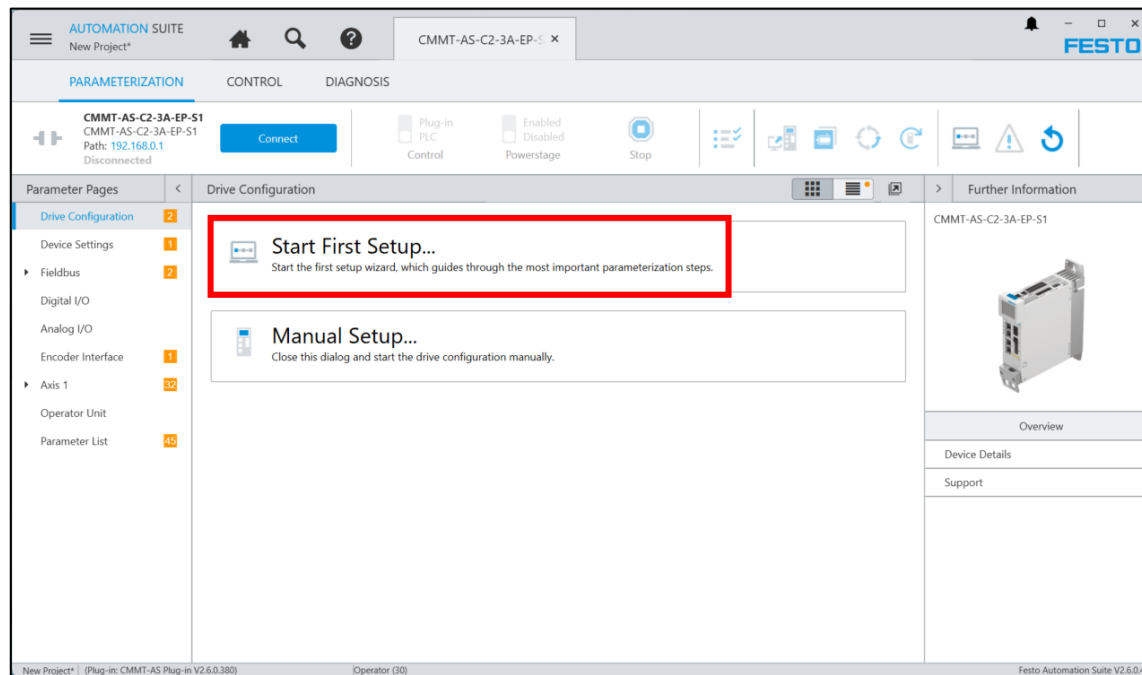 AUTOMATION SUITE
New Project*
CMMT-AS-C2-3A-EP-S
FESTO
PARAMETERIZATION
CONTROL
DIAGNOSIS
CMMT-AS-C2-3A-EP-S1
CMMT-AS-C2-3A-EP-S1
Path: 192.168.0.1
Disconnected
Connect
Plug-in
PLC
Control
Enabled
Disabled
Powerstage
Stop
Parameter Pages
Drive Configuration
Further Information
Drive Configuration 2
Device Settings 1
Fieldbus 2
Digital I/O
Analog I/O
Encoder Interface 1
Axis 1 32
Operator Unit
Parameter List 45
Start First Setup...
Start the first setup wizard, which guides through the most important parameterization steps.
Manual Setup...
Close this dialog and start the drive configuration manually.
CMMT-AS-C2-3A-EP-S1
Overview
Device Details
Support
New Project* (Plug-in: CMMT-AS Plug-in V2.6.0.380) Operator (30) Festo Automation Suite V2.6.0.4